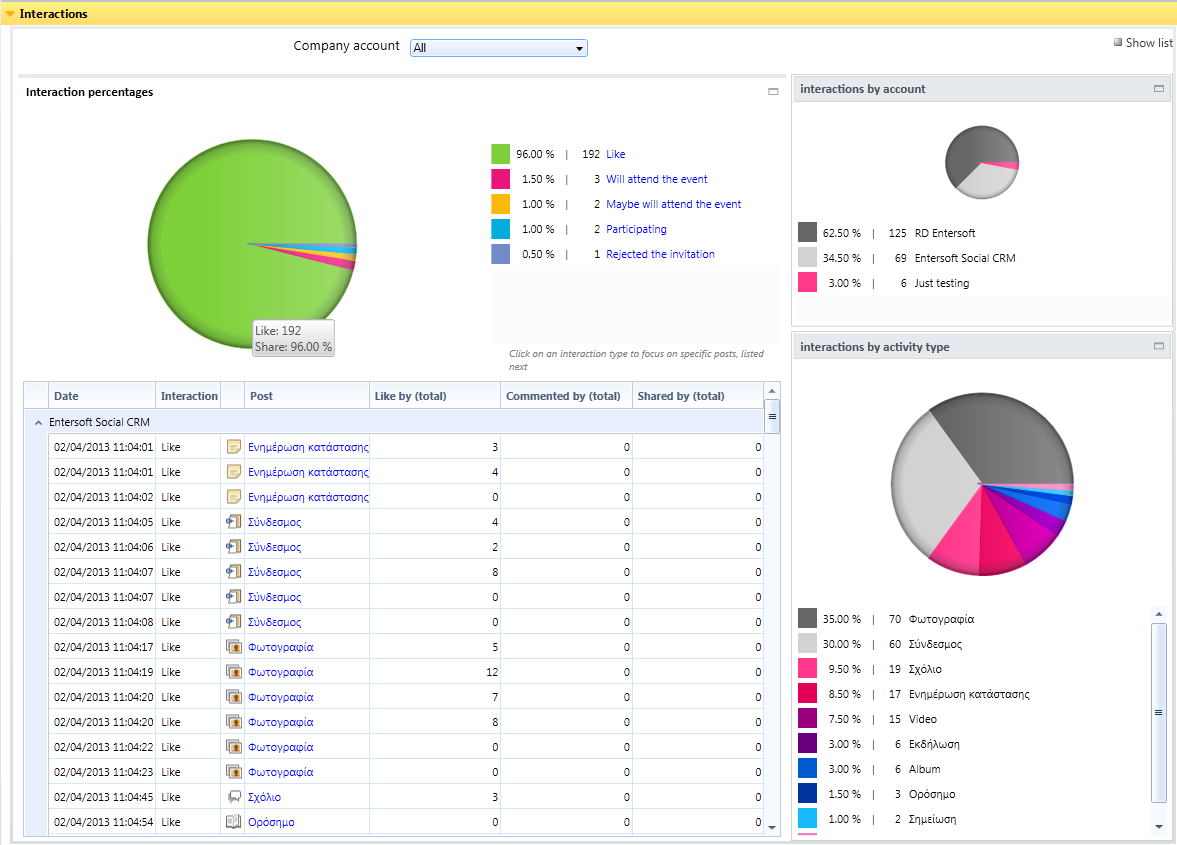 Interactions
Company account All
Show list
Interaction percentages
96.00 % | 192 Like
1.50 % | 3 Will attend the event
1.00 % | 2 Maybe will attend the event
1.00 % | 2 Participating
0.50 % | 1 Rejected the invitation
Like: 192
Share: 96.00 %
Click on an interaction type to focus on specific posts, listed
next
Date Interaction Post Like by (total) Commented by (total) Shared by (total)
Entersoft Social CRM
02/04/2013 11:04:01 Like Ενημέρωση κατάστασης 3 0 0
02/04/2013 11:04:01 Like Ενημέρωση κατάστασης 4 0 0
02/04/2013 11:04:02 Like Ενημέρωση κατάστασης 0 0 0
02/04/2013 11:04:05 Like Σύνδεσμος 4 0 0
02/04/2013 11:04:06 Like Σύνδεσμος 2 0 0
02/04/2013 11:04:07 Like Σύνδεσμος 8 0 0
02/04/2013 11:04:07 Like Σύνδεσμος 0 0 0
02/04/2013 11:04:08 Like Σύνδεσμος 0 0 0
02/04/2013 11:04:17 Like Φωτογραφία 5 0 0
02/04/2013 11:04:19 Like Φωτογραφία 12 0 0
02/04/2013 11:04:20 Like Φωτογραφία 7 0 0
02/04/2013 11:04:20 Like Φωτογραφία 8 0 0
02/04/2013 11:04:22 Like Φωτογραφία 0 0 0
02/04/2013 11:04:23 Like Φωτογραφία 0 0 0
02/04/2013 11:04:45 Like Σχόλιο 3 0 0
02/04/2013 11:04:54 Like Ορόσημο 0 0 0
interactions by account
62.50 % | 125 RD Entersoft
34.50 % | 69 Entersoft Social CRM
3.00 % | 6 Just testing
interactions by activity type
35.00 % | 70 Φωτογραφία
30.00 % | 60 Σύνδεσμος
9.50 % | 19 Σχόλιο
8.50 % | 17 Ενημέρωση κατάστασης
7.50 % | 15 Video
3.00 % | 6 Εκδήλωση
3.00 % | 6 Album
1.50 % | 3 Ορόσημο
1.00 % | 2 Σημείωση